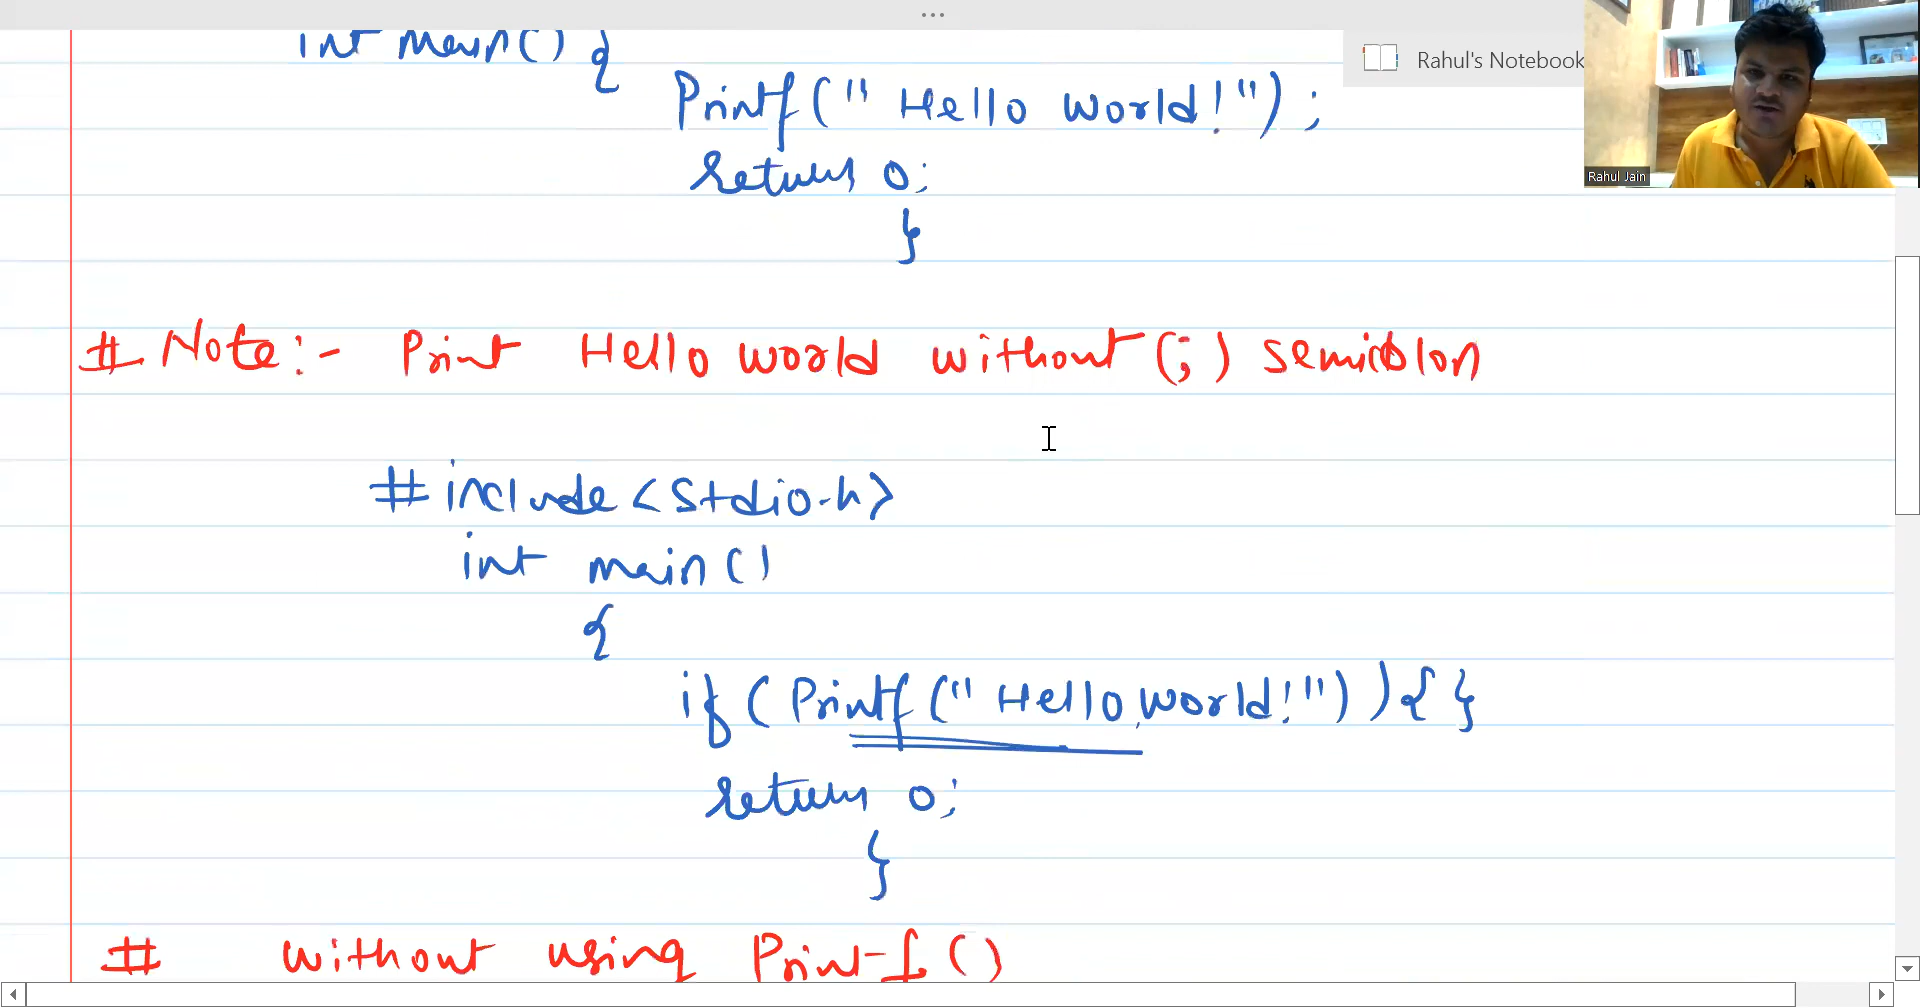 ...
int main() {
Rahul's Notebook
Printf("Hello world!");
return 0;
}
Rahul Jain
# Note:- Print Hello world without (;) semicolon
#include <stdio.h>
int main()
{
if (Printf("Hello world!")){ }
return 0;
}
# without using Printf()